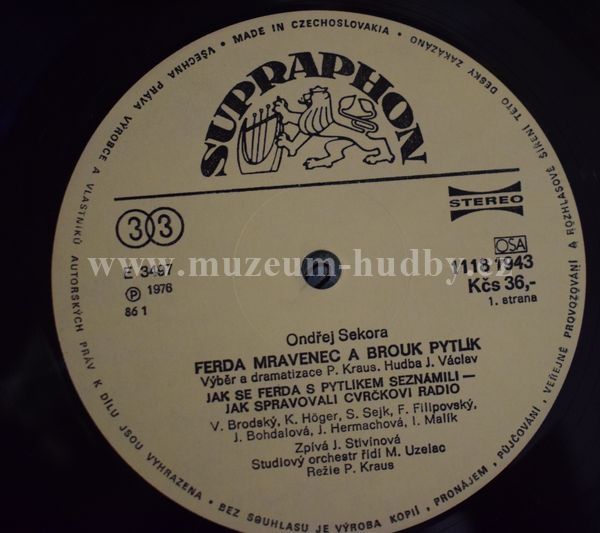 MADE IN CZECHOSLOVAKIA •
VŠECHNA PRÁVA VÝROBCE A VLASTNÍKŮ AUTORSKÝCH PRÁV K DÍLU JSOU VYHRAZENA • BEZ SOUHLASU JE VÝROBA KOPIÍ, PRONÁJEM, PŮJČOVÁNÍ, VEŘEJNÉ PROVOZOVÁNÍ A ROZHLASOVÉ ŠÍŘENÍ TÉTO DESKY ZAKÁZÁNO •
SUPRAPHON
33
STEREO
E 3497
Ⓟ 1976
86 1
OSA
1118 1943
Kčs 36,-
1. strana
www.muzeum-hudby.cz
Ondřej Sekora
FERDA MRAVENEC A BROUK PYTLÍK
Výběr a dramatizace P. Kraus. Hudba J. Václav
JAK SE FERDA S PYTLÍKEM SEZNÁMILI —
JAK SPRAVOVALI CVRČKOVI RADIO
V. Brodský, K. Höger, S. Sejk, F. Filipovský,
J. Bohdalová, J. Hermachová, I. Malík
Zpívá J. Stivínová
Studiový orchestr řídí M. Uzelac
Režie P. Kraus